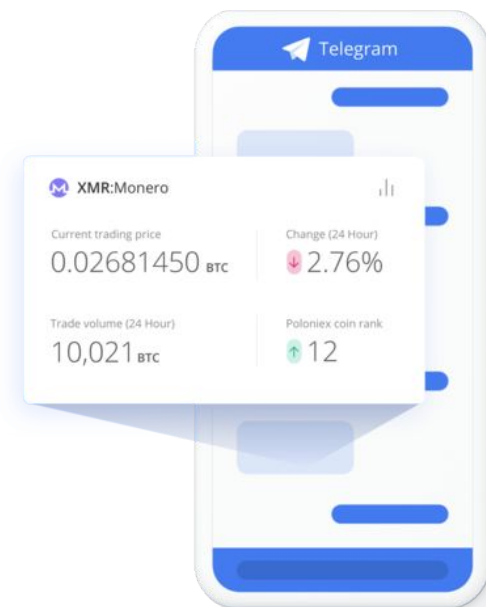 Telegram
XMR:Monero
Current trading price
0.02681450 BTC
Change (24 Hour)
2.76%
Trade volume (24 Hour)
10,021 BTC
Poloniex coin rank
12